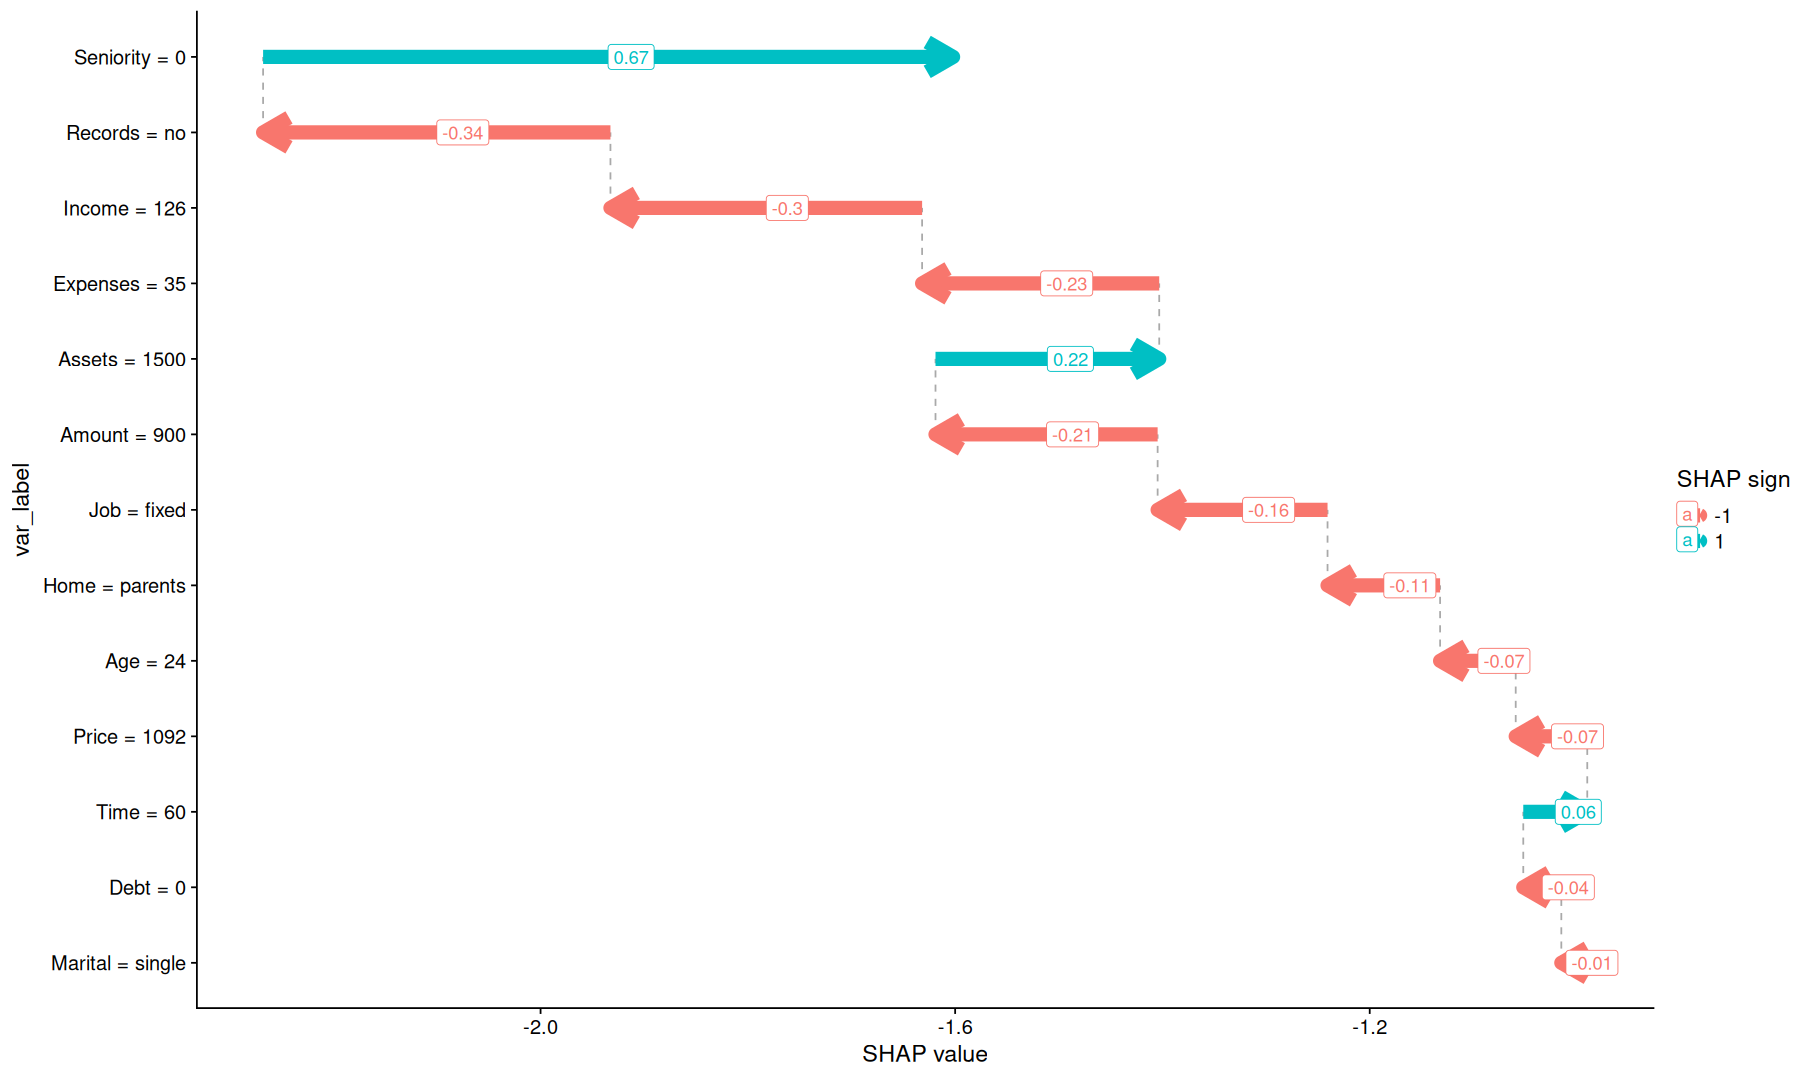 Seniority = 0
0.67
Records = no
-0.34
Income = 126
-0.3
Expenses = 35
-0.23
Assets = 1500
0.22
Amount = 900
-0.21
Job = fixed
-0.16
Home = parents
-0.11
Age = 24
-0.07
Price = 1092
-0.07
Time = 60
0.06
Debt = 0
-0.04
Marital = single
-0.01
var_label
-2.0
-1.6
-1.2
SHAP value
SHAP sign
a -1
a 1